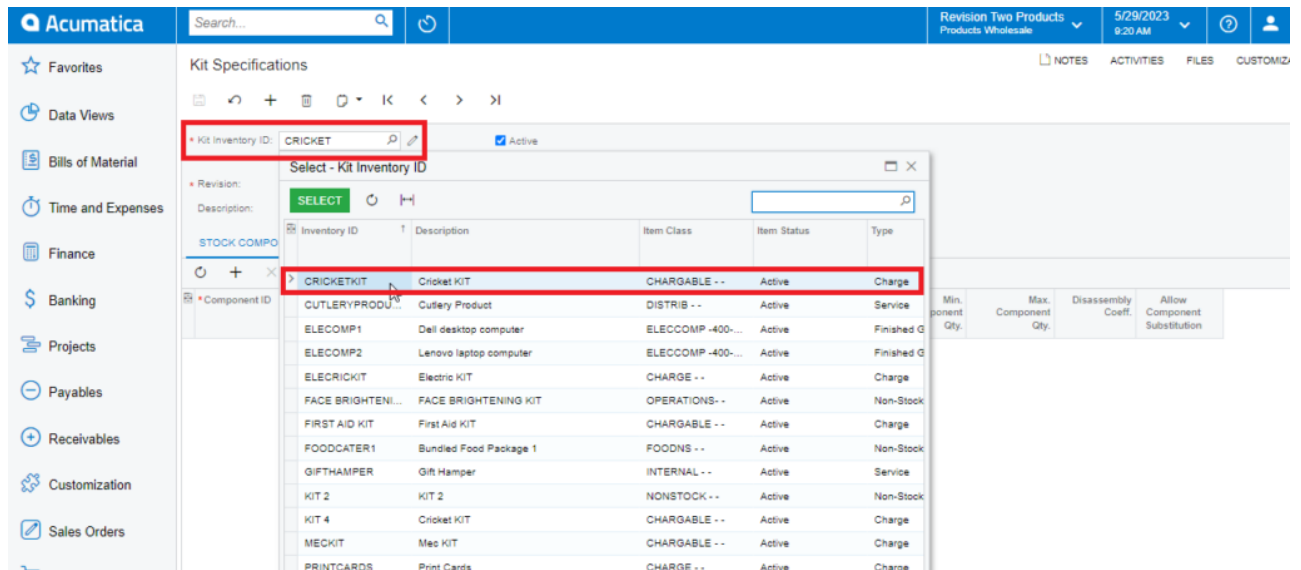 Acumatica
Search...
Revision Two Products
Products Wholesale
5/29/2023
9:20 AM
Favorites
Data Views
Bills of Material
Time and Expenses
Finance
Banking
Projects
Payables
Receivables
Customization
Sales Orders
Kit Specifications
NOTES ACTIVITIES FILES CUSTOMIZA
* Kit Inventory ID: CRICKET
Active
* Revision:
Description:
STOCK COMPO
* Component ID
Min. ponent Qty.
Max. Component Qty.
Disassembly Coeff.
Allow Component Substitution
Select - Kit Inventory ID
SELECT
Inventory ID Description Item Class Item Status Type
CRICKETKIT Cricket KIT CHARGABLE - - Active Charge
CUTLERYPRODU... Cutlery Product DISTRIB - - Active Service
ELECOMP1 Dell desktop computer ELECCOMP -400-... Active Finished G
ELECOMP2 Lenovo laptop computer ELECCOMP -400-... Active Finished G
ELECRICKIT Electric KIT CHARGE - - Active Charge
FACE BRIGHTENI... FACE BRIGHTENING KIT OPERATIONS- - Active Non-Stock
FIRST AID KIT First Aid KIT CHARGABLE - - Active Charge
FOODCATER1 Bundled Food Package 1 FOODNS - - Active Non-Stock
GIFTHAMPER Gift Hamper INTERNAL - - Active Service
KIT 2 KIT 2 NONSTOCK - - Active Non-Stock
KIT 4 Cricket KIT CHARGABLE - - Active Charge
MECKIT Mec KIT CHARGABLE - - Active Charge
PRINTCARDS Print Cards CHARGE - - Active Charge